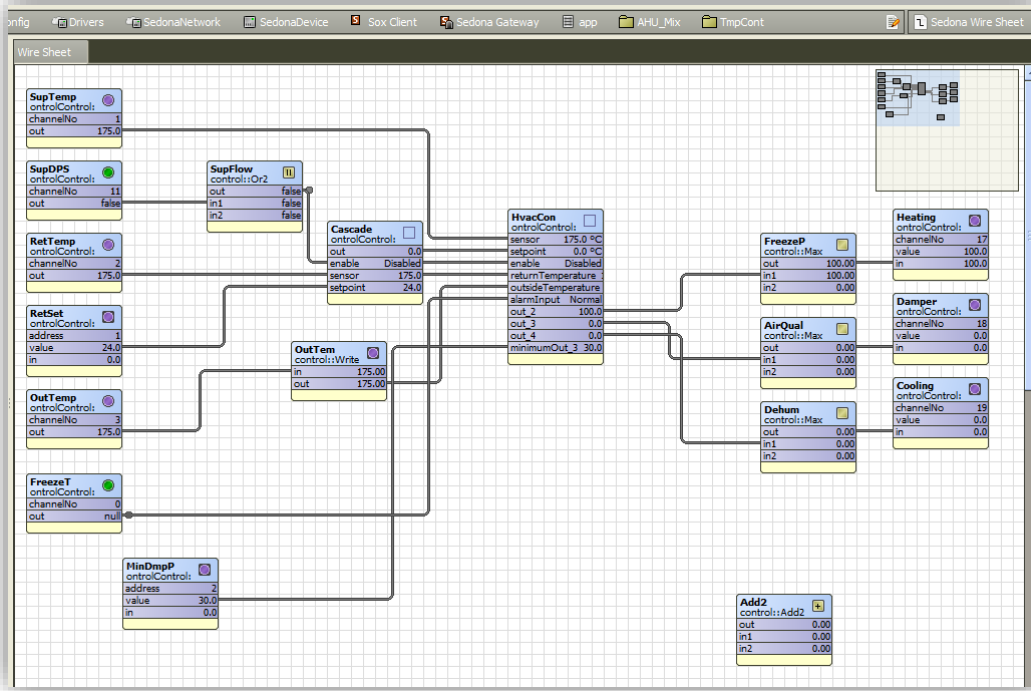 onfig Drivers SedonaNetwork SedonaDevice Sox Client Sedona Gateway app AHU_Mix TmpCont Sedona Wire Sheet
Wire Sheet
SupTemp
ontrolControl:
channelNo 1
out 175.0
SupDPS
ontrolControl:
channelNo 11
out false
SupFlow
control::Or2
out false
in1 false
in2 false
RetTemp
ontrolControl:
channelNo 2
out 175.0
Cascade
ontrolControl:
out 0.0
enable Disabled
sensor 175.0
setpoint 24.0
HvacCon
ontrolControl:
sensor 175.0 °C
setpoint 0.0 °C
enable Disabled
returnTemperature
outsideTemperature
alarmInput Normal
out_2 100.0
out_3 0.0
out_4 0.0
minimumOut_3 30.0
RetSet
ontrolControl:
address 1
value 24.0
in 0.0
OutTem
control::Write
in 175.00
out 175.00
OutTemp
ontrolControl:
channelNo 3
out 175.0
FreezeT
ontrolControl:
channelNo 0
out null
MinDmpP
ontrolControl:
address 2
value 30.0
in 0.0
FreezeP
control::Max
out 100.00
in1 100.00
in2 0.00
Heating
ontrolControl:
channelNo 17
value 100.0
in 100.0
AirQual
control::Max
out 0.00
in1 0.00
in2 0.00
Damper
ontrolControl:
channelNo 18
value 0.0
in 0.0
Dehum
control::Max
out 0.00
in1 0.00
in2 0.00
Cooling
ontrolControl:
channelNo 19
value 0.0
in 0.0
Add2
control::Add2
out 0.00
in1 0.00
in2 0.00